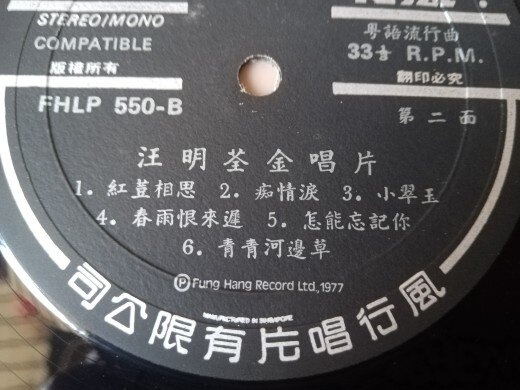 STEREO/MONO
COMPATIBLE
版權所有
FHLP 550-B
粵語流行曲
33⅓ R.P.M.
翻印必究
第二面
汪明荃金唱片
1. 紅荳相思 2. 痴情淚 3. 小翠玉
4. 春雨恨來遲 5. 怎能忘記你
6. 青青河邊草
Ⓟ Fung Hang Record Ltd., 1977
MANUFACTURED IN SINGAPORE
風行唱片有限公司